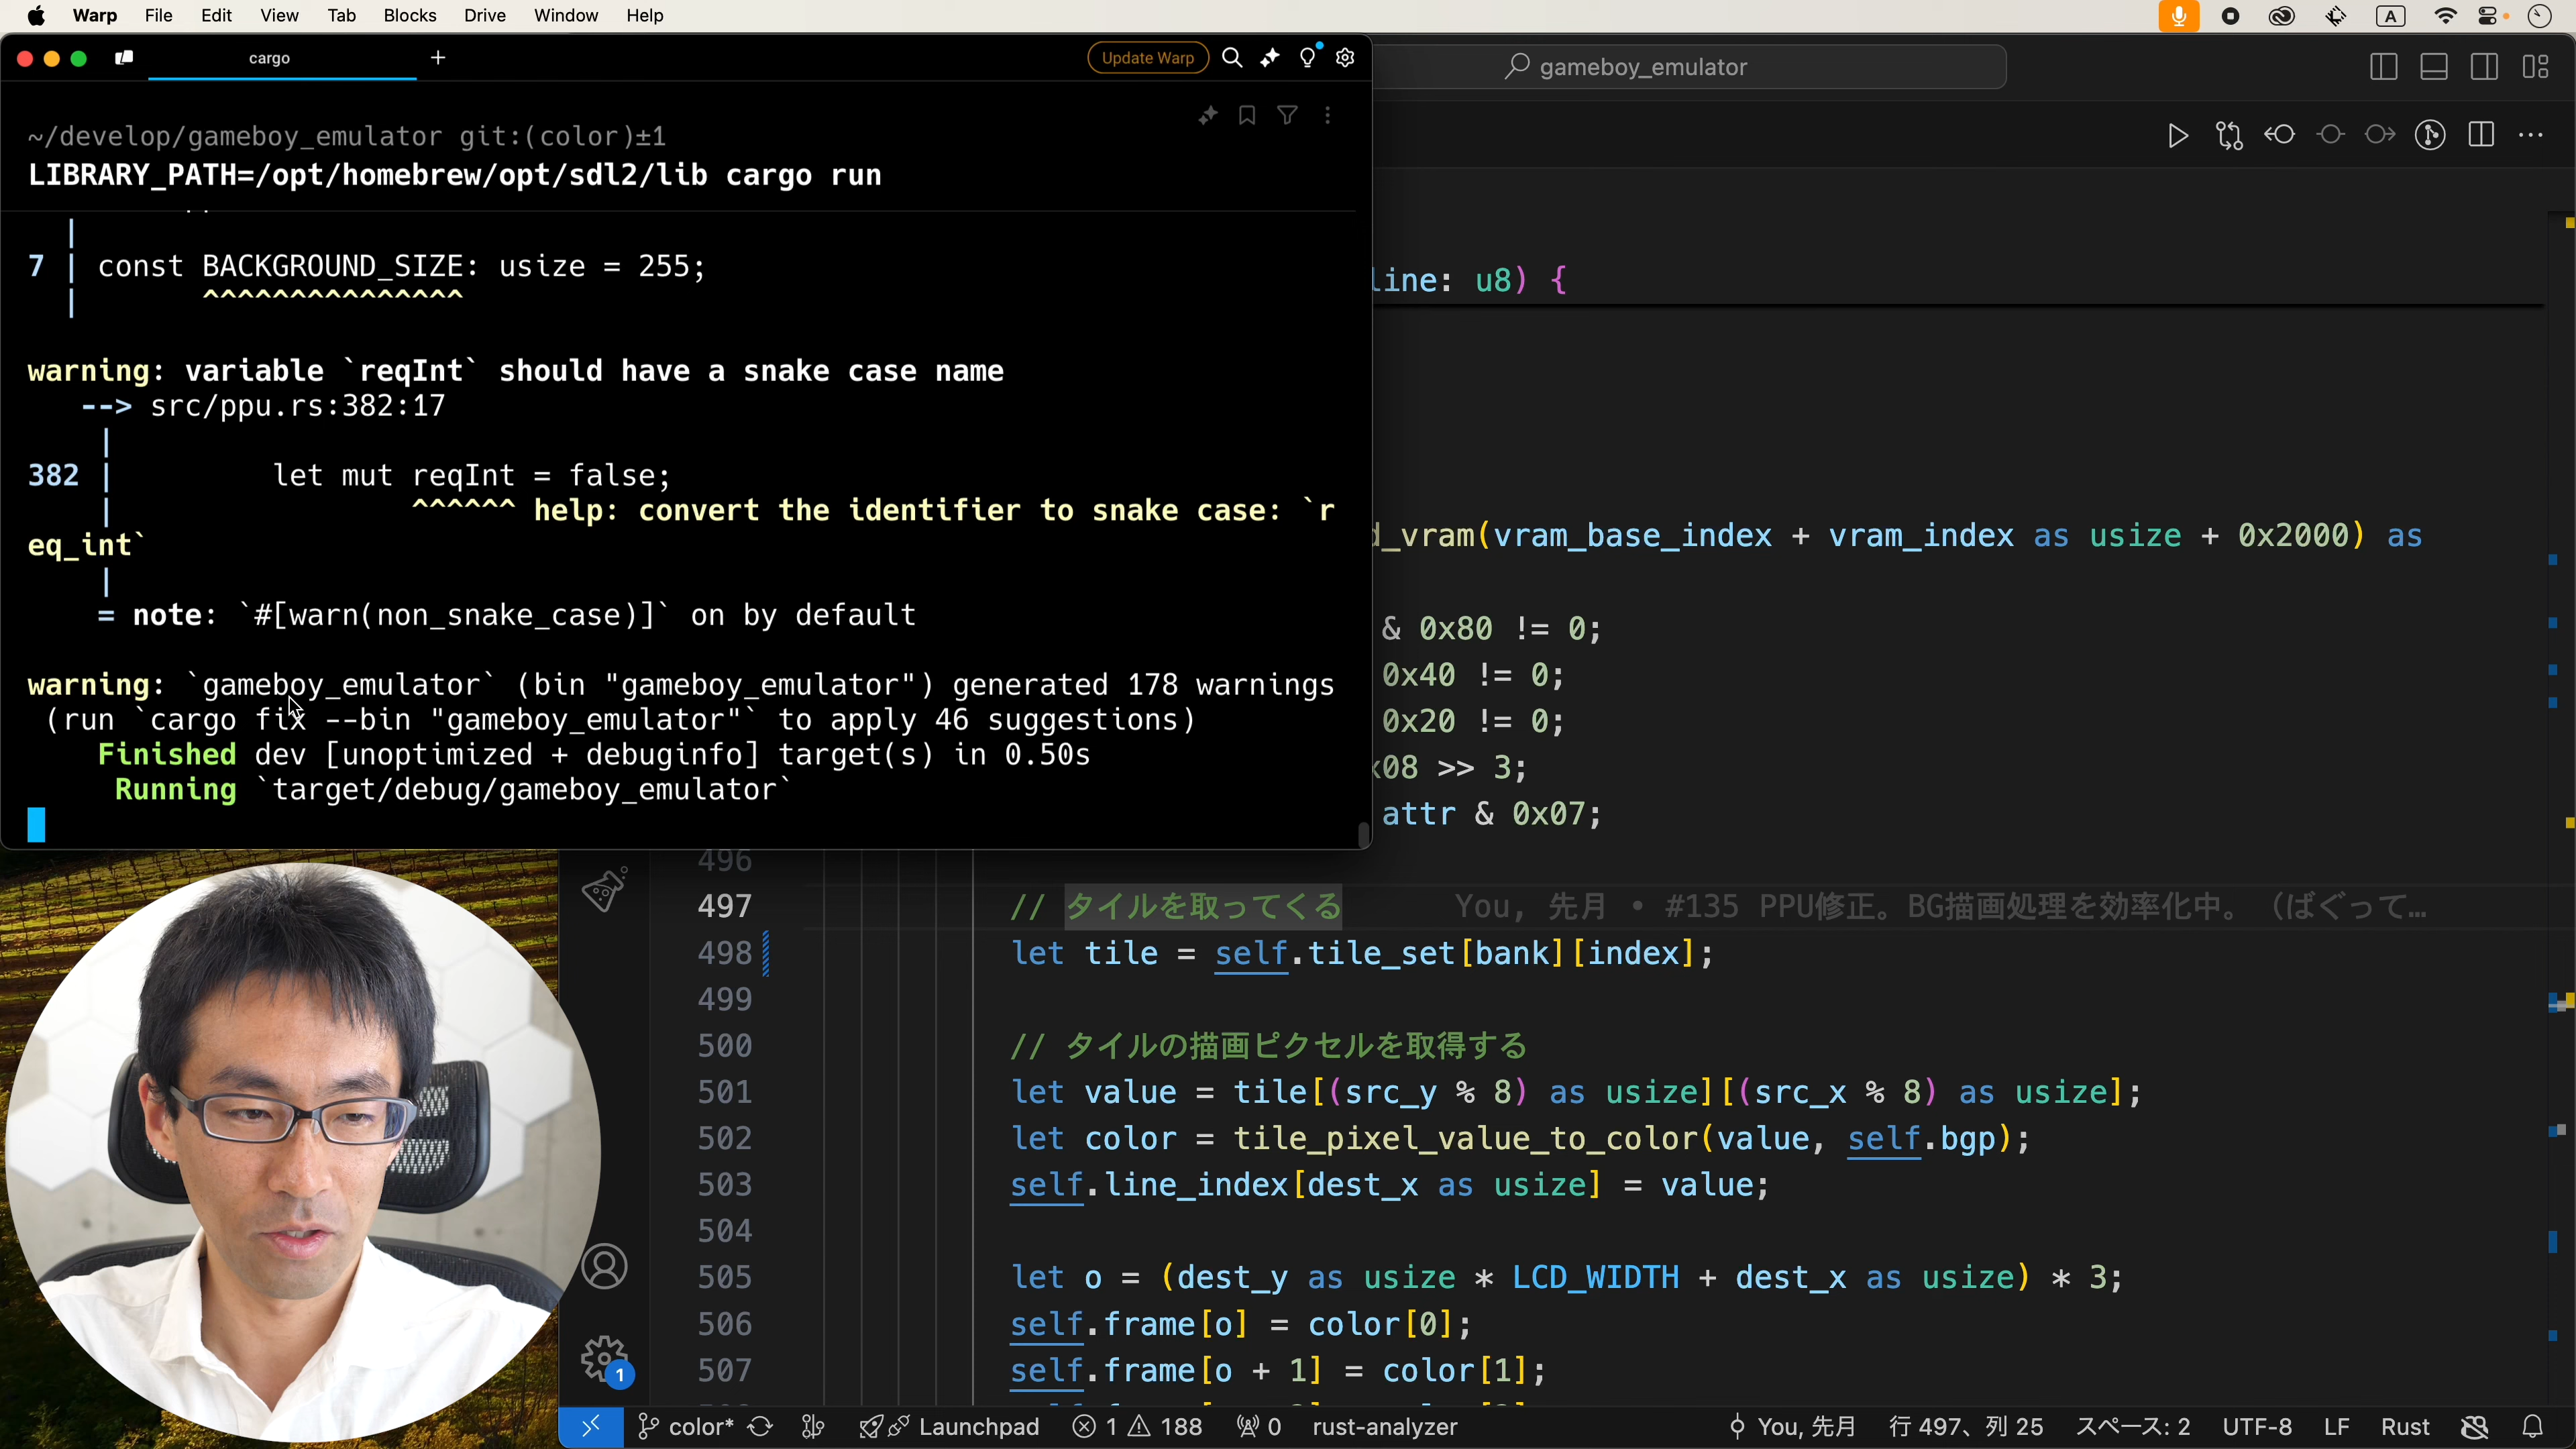 Warp File Edit View Tab Blocks Drive Window Help
A
cargo
+
Update Warp
~/develop/gameboy_emulator git:(color)±1
LIBRARY_PATH=/opt/homebrew/opt/sdl2/lib cargo run
|
7 | const BACKGROUND_SIZE: usize = 255;
| ^^^^^^^^^^^^^^^
warning: variable `reqInt` should have a snake case name
--> src/ppu.rs:382:17
|
382 | let mut reqInt = false;
| ^^^^^^ help: convert the identifier to snake case: `r
eq_int`
|
= note: `#[warn(non_snake_case)]` on by default
warning: `gameboy_emulator` (bin "gameboy_emulator") generated 178 warnings
(run `cargo fix --bin "gameboy_emulator"` to apply 46 suggestions)
Finished dev [unoptimized + debuginfo] target(s) in 0.50s
Running `target/debug/gameboy_emulator`
gameboy_emulator
line: u8) {
d_vram(vram_base_index + vram_index as usize + 0x2000) as
& 0x80 != 0;
0x40 != 0;
0x20 != 0;
x08 >> 3;
attr & 0x07;
496
497 // タイルを取ってくる You, 先月 • #135 PPU修正。BG描画処理を効率化中。（ばぐって…
498 let tile = self.tile_set[bank][index];
499
500 // タイルの描画ピクセルを取得する
501 let value = tile[(src_y % 8) as usize][(src_x % 8) as usize];
502 let color = tile_pixel_value_to_color(value, self.bgp);
503 self.line_index[dest_x as usize] = value;
504
505 let o = (dest_y as usize * LCD_WIDTH + dest_x as usize) * 3;
506 self.frame[o] = color[0];
507 self.frame[o + 1] = color[1];
1
color* Launchpad 1 188 0 rust-analyzer You, 先月 行 497、列 25 スペース: 2 UTF-8 LF Rust